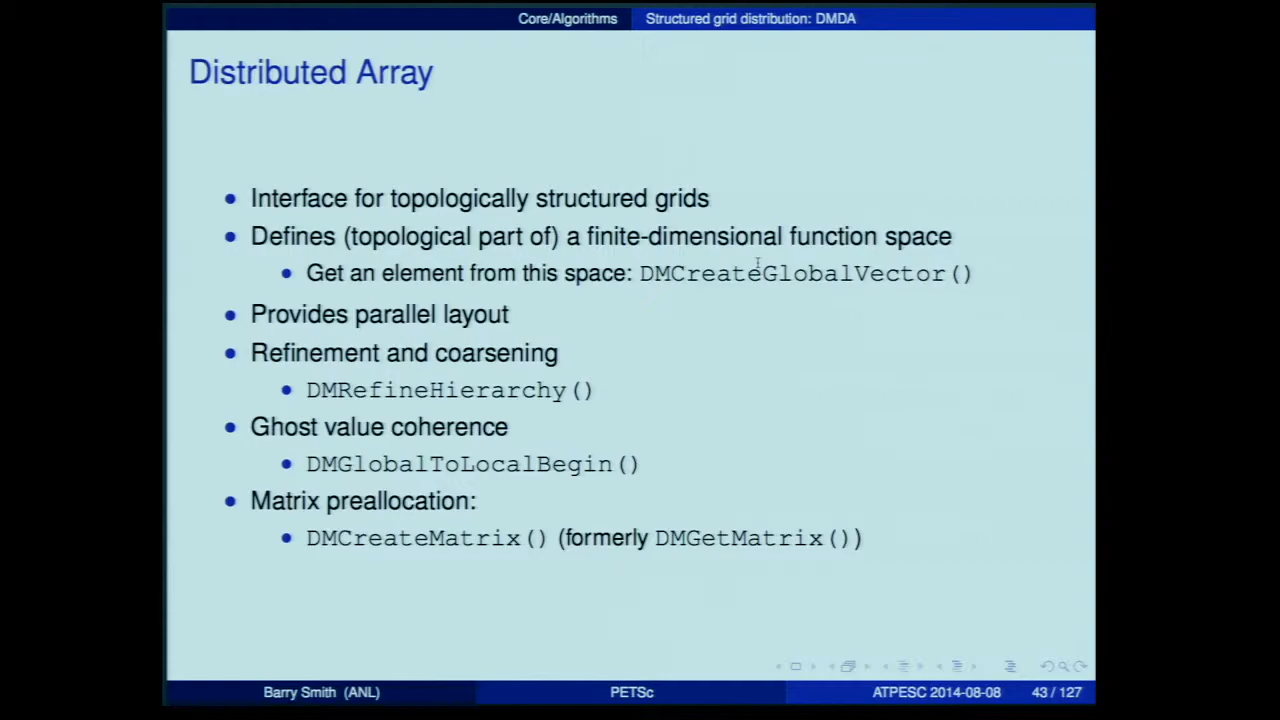 Core/Algorithms Structured grid distribution: DMDA
Distributed Array
Interface for topologically structured grids
Defines (topological part of) a finite-dimensional function space
Get an element from this space: DMCreateGlobalVector()
Provides parallel layout
Refinement and coarsening
DMRefineHierarchy()
Ghost value coherence
DMGlobalToLocalBegin()
Matrix preallocation:
DMCreateMatrix() (formerly DMGetMatrix())
Barry Smith (ANL) PETSc ATPESC 2014-08-08 43 / 127